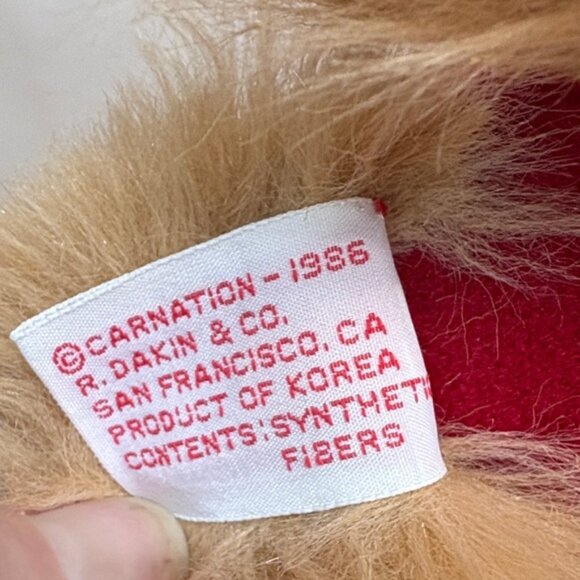 ©CARNATION - 1986
R. DAKIN & CO.
SAN FRANCISCO, CA
PRODUCT OF KOREA
CONTENTS: SYNTHETIC
FIBERS